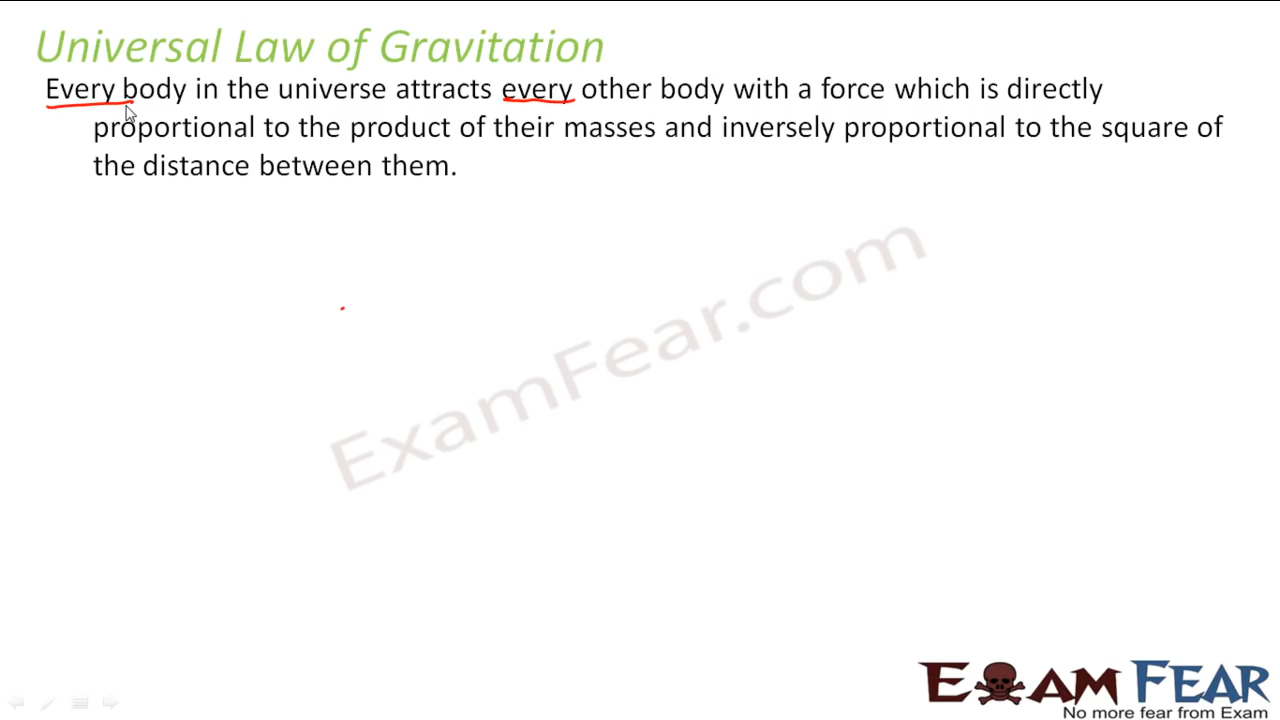 Universal Law of Gravitation
Every body in the universe attracts every other body with a force which is directly
proportional to the product of their masses and inversely proportional to the square of
the distance between them.
ExamFear.com
EXAM FEAR
No more fear from Exam